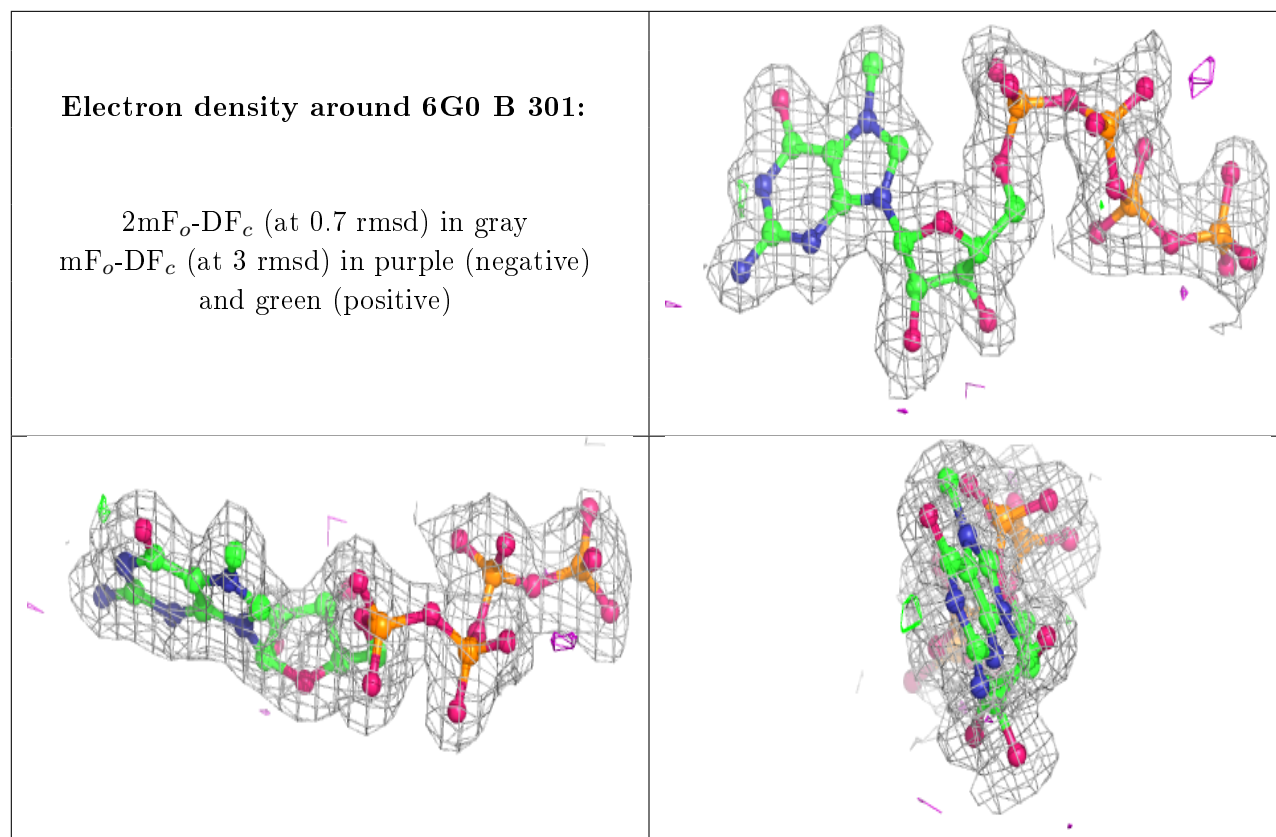 Electron density around 6G0 B 301:
2mFₒ-DF𝒸 (at 0.7 rmsd) in gray
mFₒ-DF𝒸 (at 3 rmsd) in purple (negative)
and green (positive)